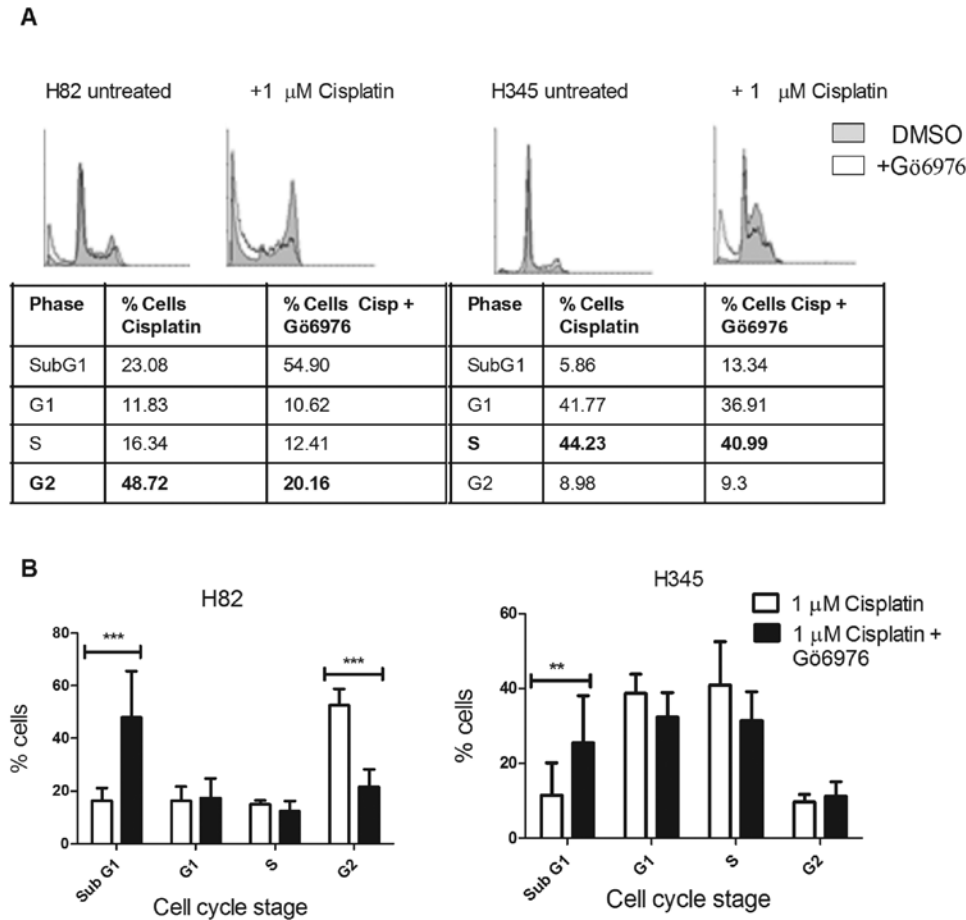 A
H82 untreated +1 μM Cisplatin H345 untreated + 1 μM Cisplatin
DMSO
+Gö6976
Phase % Cells Cisplatin % Cells Cisp + Gö6976 Phase % Cells Cisplatin % Cells Cisp + Gö6976
SubG1 23.08 54.90 SubG1 5.86 13.34
G1 11.83 10.62 G1 41.77 36.91
S 16.34 12.41 S 44.23 40.99
G2 48.72 20.16 G2 8.98 9.3
B
H82
80
60
40
20
0
% cells
*** ***
Sub G1 G1 S G2
Cell cycle stage
H345
60
40
20
0
% cells
**
Sub G1 G1 S G2
Cell cycle stage
1 μM Cisplatin
1 μM Cisplatin +
Gö6976